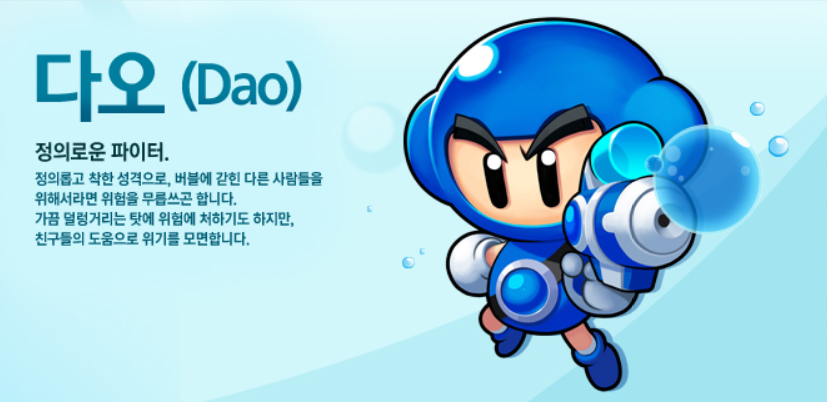 다오 (Dao)
정의로운 파이터.
정의롭고 착한 성격으로, 버블에 갇힌 다른 사람들을
위해서라면 위험을 무릅쓰곤 합니다.
가끔 덜렁거리는 탓에 위험에 처하기도 하지만,
친구들의 도움으로 위기를 모면합니다.